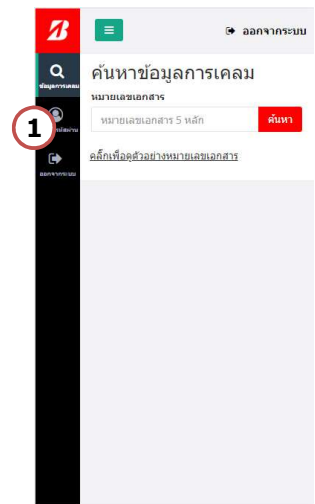 ออกจากระบบ
ค้นหาข้อมูลการเคลม
หมายเลขเอกสาร
หมายเลขเอกสาร 5 หลัก
ค้นหา
คลิ๊กเพื่อดูตัวอย่างหมายเลขเอกสาร
ข้อมูลการเคลม
1
ออกจากระบบ